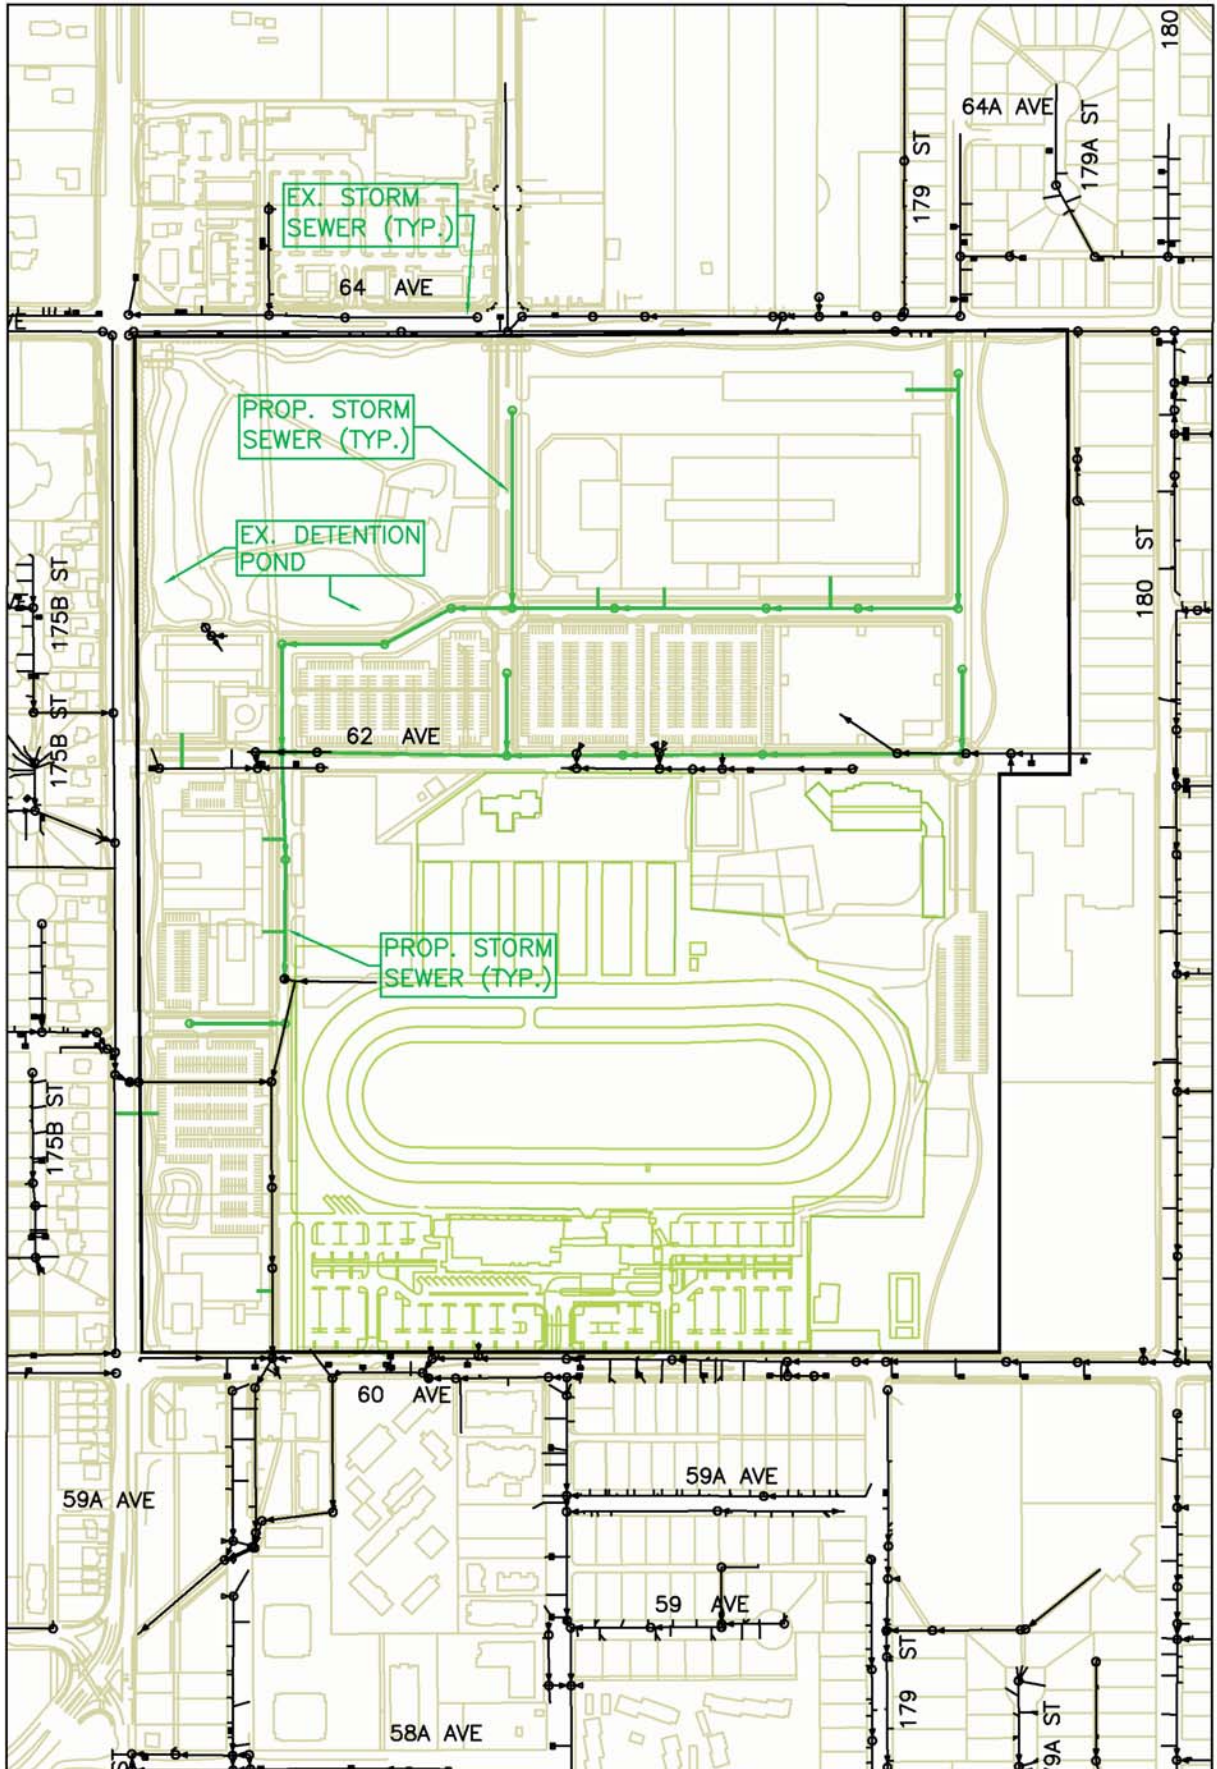 180
64A AVE
179 ST
179A ST
EX. STORM
SEWER (TYP.)
64 AVE
PROP. STORM
SEWER (TYP.)
EX. DETENTION
POND
180 ST
175B ST
175B ST
62 AVE
PROP. STORM
SEWER (TYP.)
175B ST
60 AVE
59A AVE
59A AVE
59 AVE
179 ST
58A AVE
9A ST